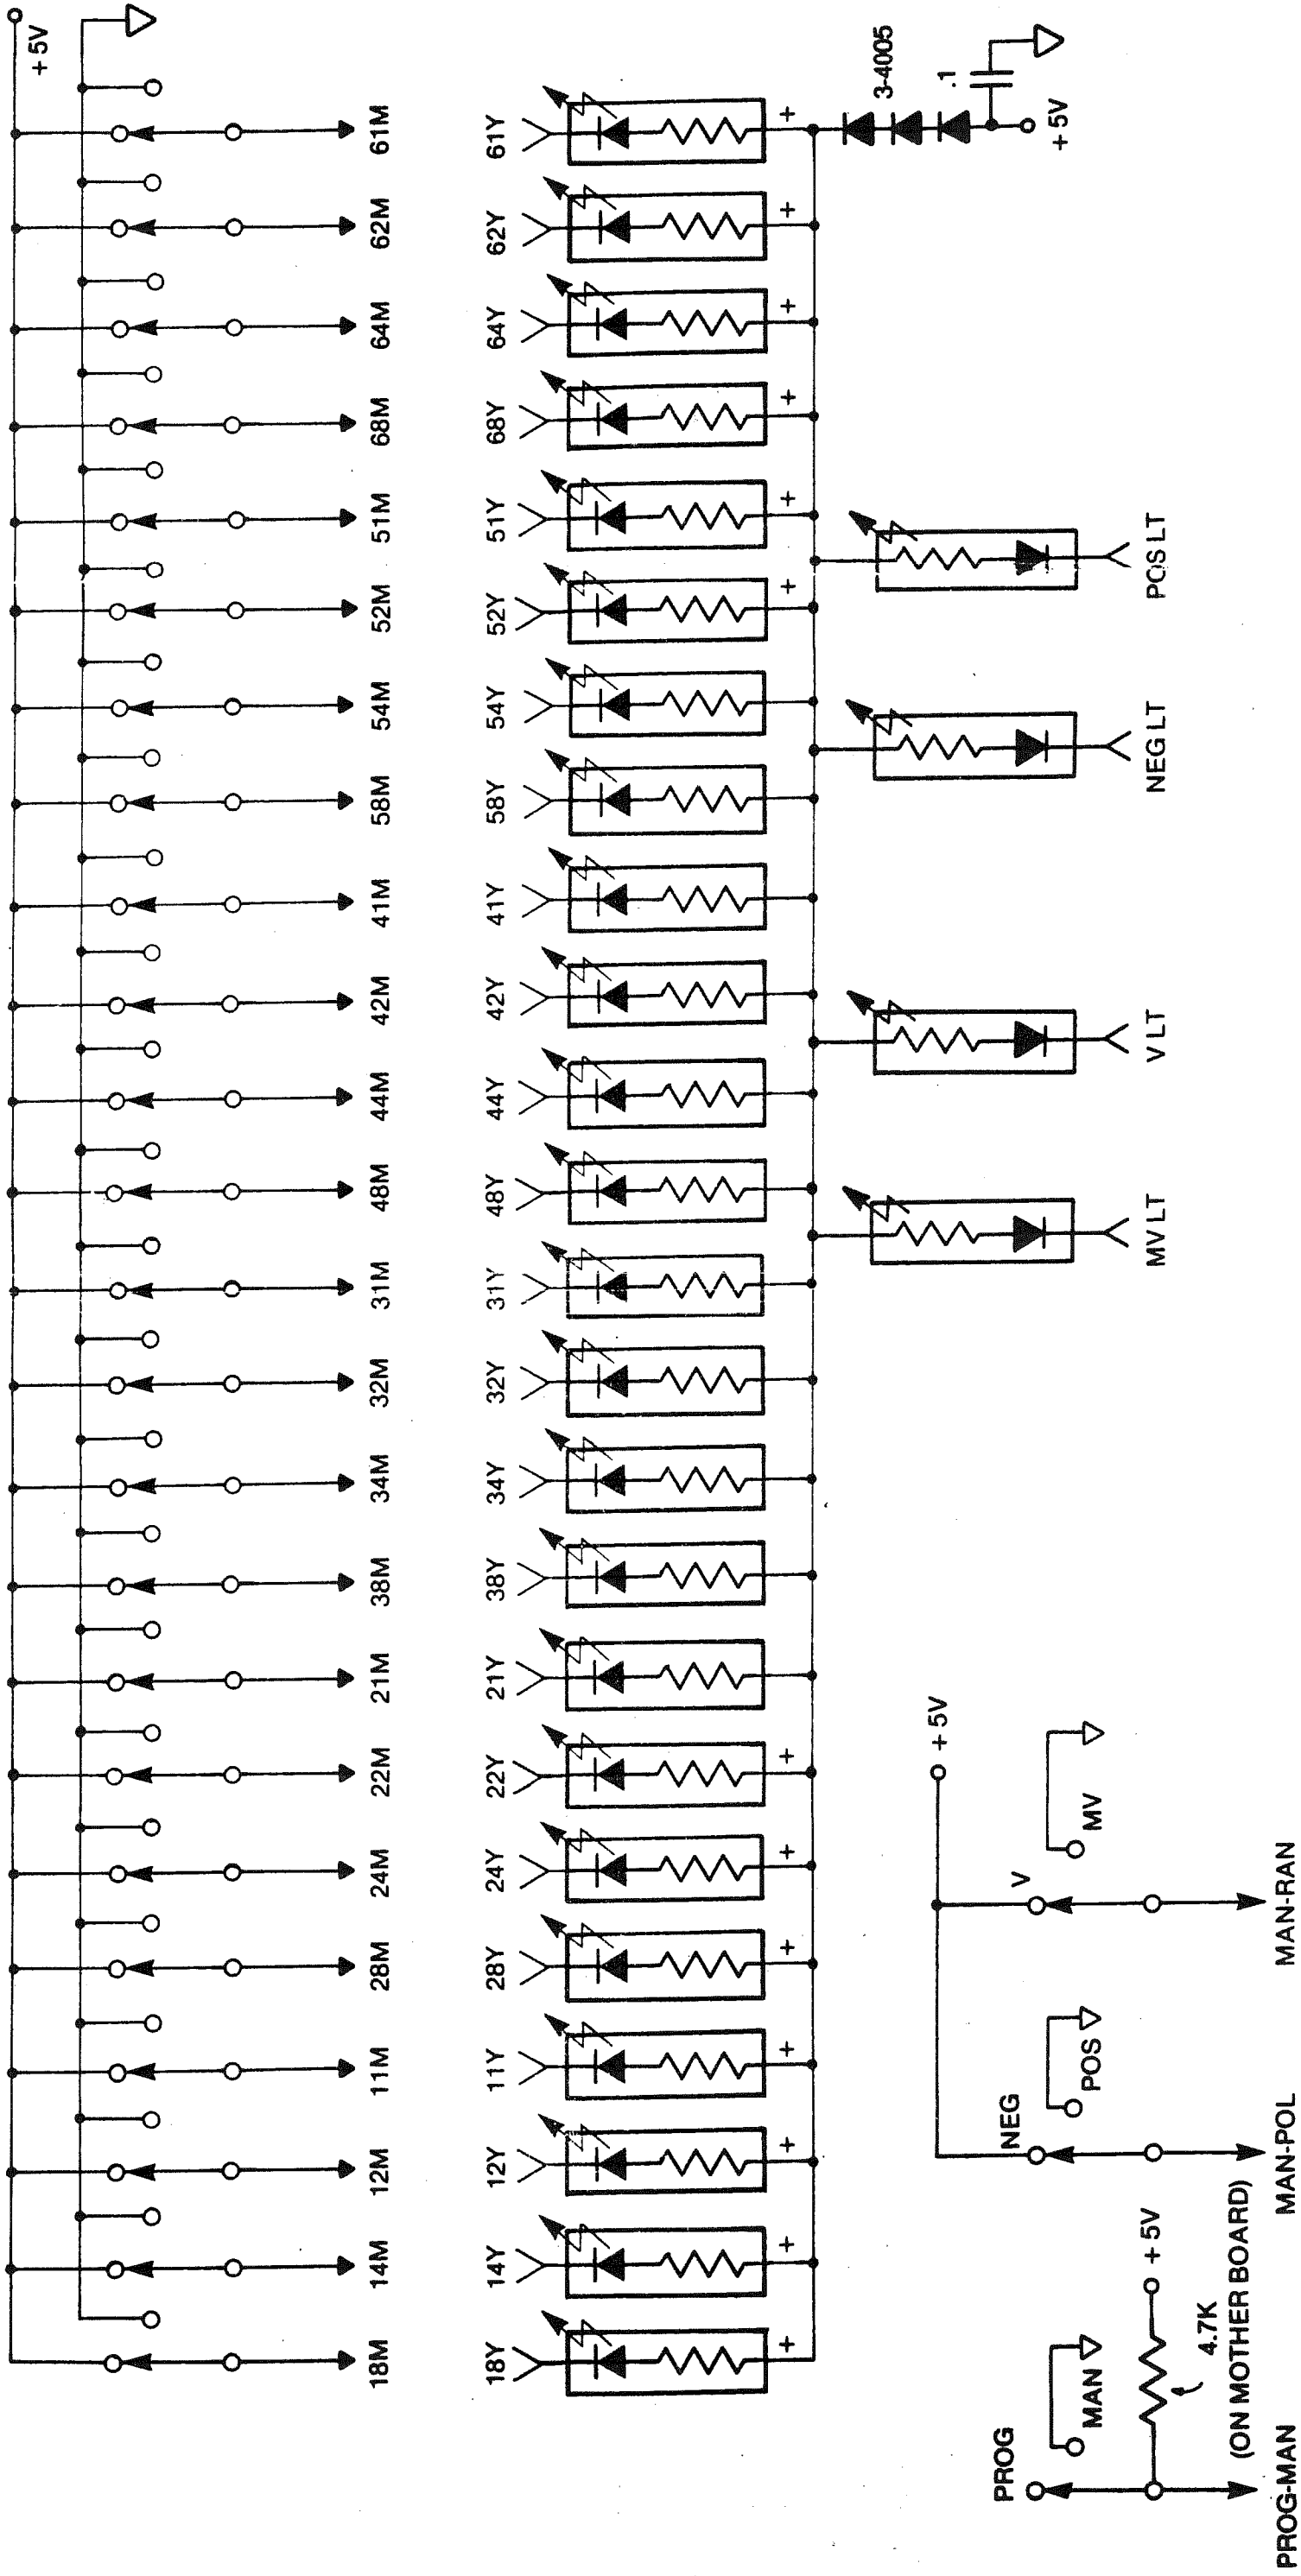 +5V
18M 14M 12M 11M 28M 24M 22M 21M 38M 34M 32M 31M 48M 44M 42M 41M 58M 54M 52M 51M 68M 64M 62M 61M
18Y 14Y 12Y 11Y 28Y 24Y 22Y 21Y 38Y 34Y 32Y 31Y 48Y 44Y 42Y 41Y 58Y 54Y 52Y 51Y 68Y 64Y 62Y 61Y
+ + + + + + + + + + + + +
3-4005
.1
+5V
MV LT V LT NEG LT POS LT
+5V
PROG NEG V
MAN POS MV
+5V
4.7K
(ON MOTHER BOARD)
PROG-MAN MAN-POL MAN-RAN